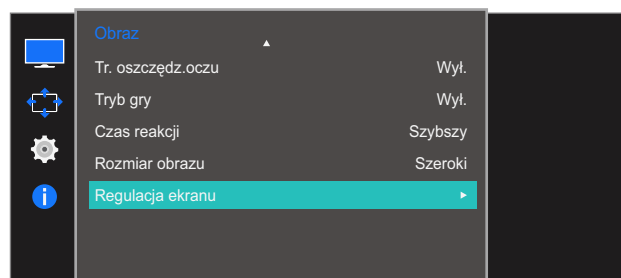 Obraz
Tr. oszczędz.oczu Wył.
Tryb gry Wył.
Czas reakcji Szybszy
Rozmiar obrazu Szeroki
Regulacja ekranu